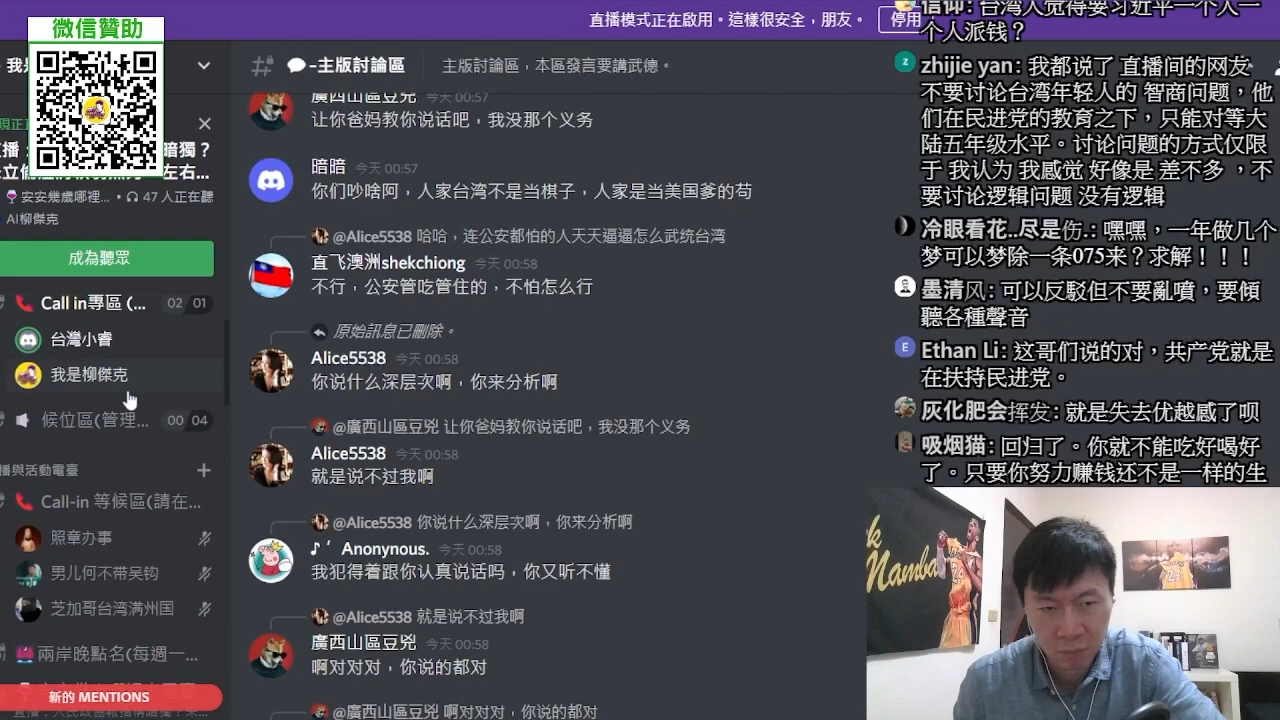 微信贊助
直播模式正在啟用。這樣很安全，朋友。
停用
我是
💬-主版討論區
主版討論區，本區發言要講武德。
安安幾歲哪裡... • 47 人正在聽
AI柳傑克
成為聽眾
Call in專區 (... 02 01
台灣小睿
我是柳傑克
候位區(管理... 00 04
播與活動電臺
Call-in 等候區(請在...
照章办事
男儿何不带吴钩
芝加哥台湾满州国
兩岸晚點名(每週一...
新的 MENTIONS
廣西山區豆兇 今天 00:57
让你爸妈教你说话吧，我没那个义务
暗暗 今天 00:57
你们吵啥阿，人家台湾不是当棋子，人家是当美国爹的苟
@Alice5538 哈哈，连公安都怕的人天天逼逼怎么武统台湾
直飞澳洲shekchiong 今天 00:58
不行，公安管吃管住的，不怕怎么行
原始訊息已刪除。
Alice5538 今天 00:58
你说什么深层次啊，你来分析啊
@廣西山區豆兇 让你爸妈教你说话吧，我没那个义务
Alice5538 今天 00:58
就是说不过我啊
@Alice5538 你说什么深层次啊，你来分析啊
♪ ′ Anonynous. 今天 00:58
我犯得着跟你认真说话吗，你又听不懂
@Alice5538 就是说不过我啊
廣西山區豆兇 今天 00:58
啊对对对，你说的都对
@廣西山區豆兇 啊对对对，你说的都对
信仰: 台湾人觉得要习近平一个人一
个人派钱？
zhijie yan: 我都说了 直播间的网友
不要讨论台湾年轻人的 智商问题，他
们在民进党的教育之下，只能对等大
陆五年级水平。讨论问题的方式仅限
于 我认为 我感觉 好像是 差不多 ，不
要讨论逻辑问题 没有逻辑
冷眼看花..尽是伤.: 嘿嘿，一年做几个
梦可以梦除一条075来？求解！！！
墨清风: 可以反駁但不要亂噴，要傾
聽各種聲音
Ethan Li: 这哥们说的对，共产党就是
在扶持民进党。
灰化肥会挥发: 就是失去优越感了呗
吸烟猫: 回归了。你就不能吃好喝好
了。只要你努力赚钱还不是一样的生
Mamba